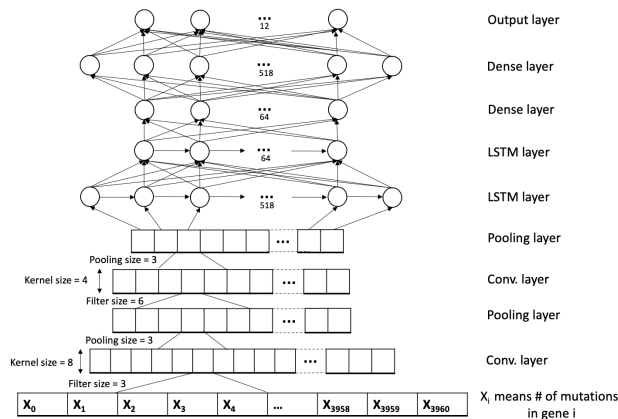 ... Output layer
12
... Dense layer
518
... Dense layer
64
... LSTM layer
64
... LSTM layer
518
... Pooling layer
Pooling size = 3
Kernel size = 4 ... Conv. layer
Filter size = 6
... Pooling layer
Pooling size = 3
Kernel size = 8 ... Conv. layer
Filter size = 3
X0 X1 X2 X3 X4 ... X3958 X3959 X3960 Xi means # of mutations
in gene i